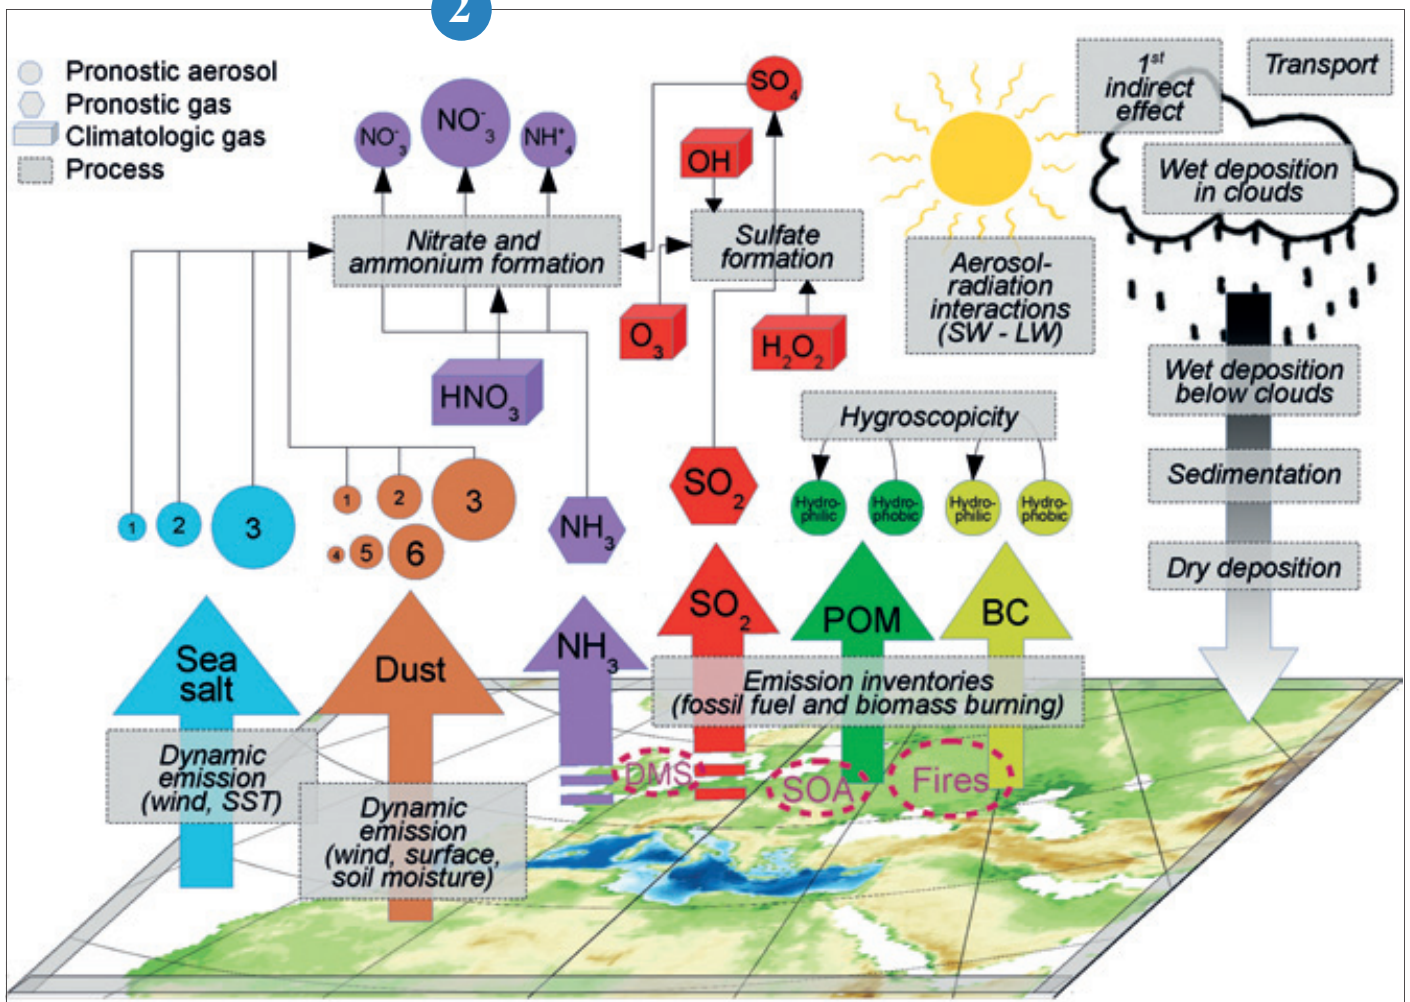 2
Pronostic aerosol
Pronostic gas
Climatologic gas
Process
NO-3
NO-3
NH+4
SO4
OH
Nitrate and
ammonium formation
Sulfate
formation
O3
H2O2
HNO3
1st
indirect
effect
Transport
Wet deposition
in clouds
Aerosol-
radiation
interactions
(SW - LW)
Wet deposition
below clouds
Sedimentation
Dry deposition
Hygroscopicity
Hydro-
philic
Hydro-
phobic
Hydro-
philic
Hydro-
phobic
1
2
3
1
2
3
4
5
6
NH3
SO2
Sea
salt
Dust
NH3
SO2
POM
BC
Emission inventories
(fossil fuel and biomass burning)
Dynamic
emission
(wind, SST)
Dynamic
emission
(wind, surface,
soil moisture)
DMS
SOA
Fires